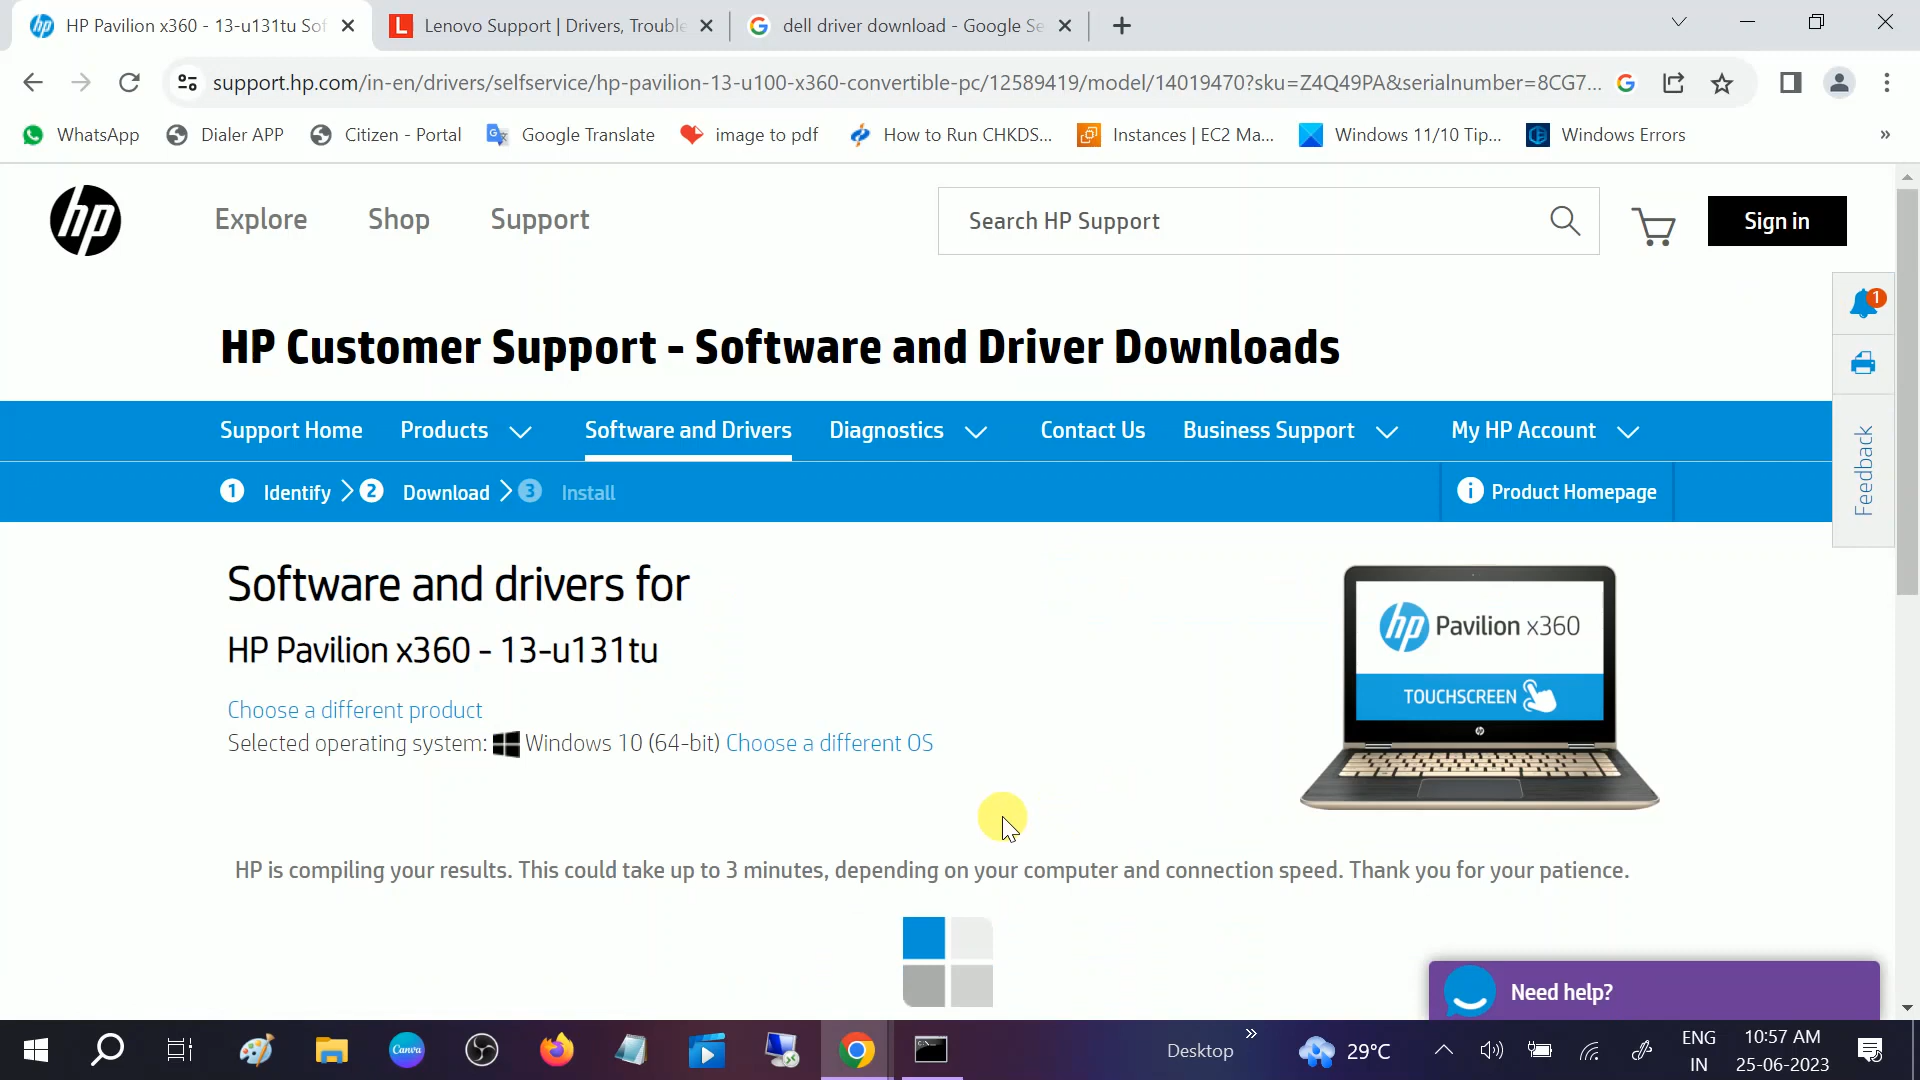 HP Pavilion x360 - 13-u131tu Sof
Lenovo Support | Drivers, Trouble
dell driver download - Google Se
support.hp.com/in-en/drivers/selfservice/hp-pavilion-13-u100-x360-convertible-pc/12589419/model/14019470?sku=Z4Q49PA&serialnumber=8CG7...
WhatsApp
Dialer APP
Citizen - Portal
Google Translate
image to pdf
How to Run CHKDS...
Instances | EC2 Ma...
Windows 11/10 Tip...
Windows Errors
»
hp
Explore
Shop
Support
Search HP Support
Sign in
1
HP Customer Support - Software and Driver Downloads
Support Home
Products
Software and Drivers
Diagnostics
Contact Us
Business Support
My HP Account
Feedback
1 Identify
2 Download
3 Install
Product Homepage
Software and drivers for
HP Pavilion x360 - 13-u131tu
hp Pavilion x360
TOUCHSCREEN
Choose a different product
Selected operating system: Windows 10 (64-bit) Choose a different OS
HP is compiling your results. This could take up to 3 minutes, depending on your computer and connection speed. Thank you for your patience.
Need help?
Canva
Desktop
»
29°C
ENG
IN
10:57 AM
25-06-2023